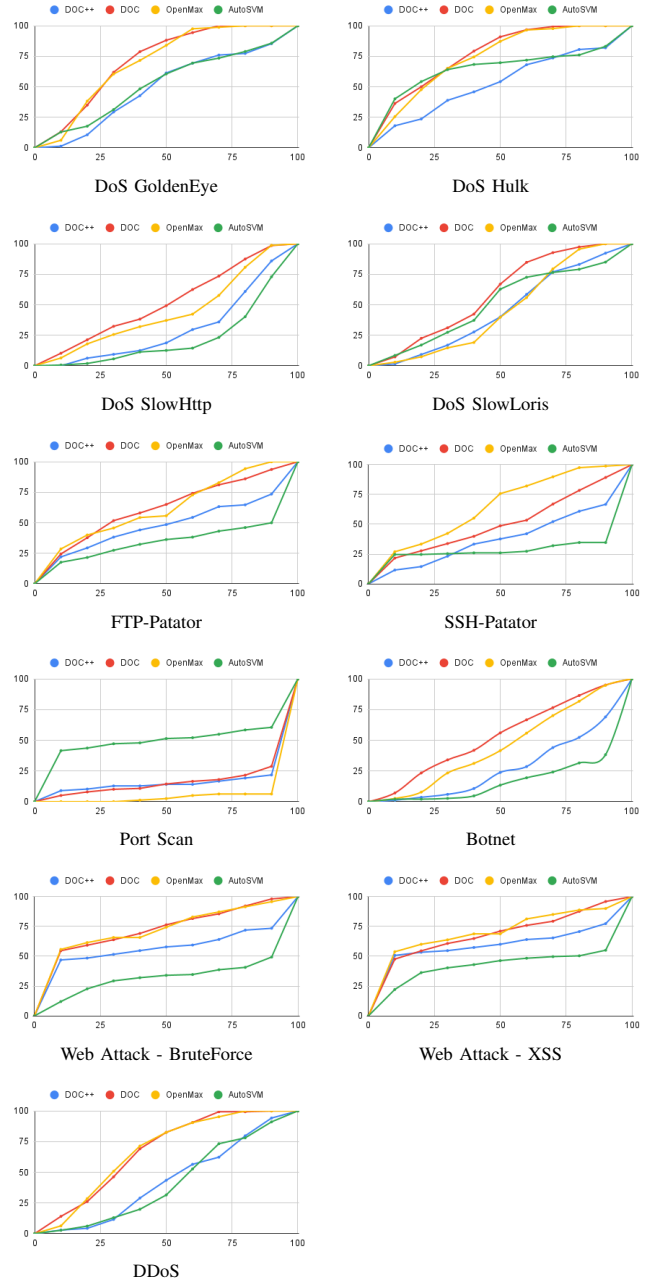 DOC++ DOC OpenMax AutoSVM
100
75
50
25
0
0 25 50 75 100
DoS GoldenEye
DOC++ DOC OpenMax AutoSVM
100
75
50
25
0
0 25 50 75 100
DoS Hulk
DOC++ DOC OpenMax AutoSVM
100
75
50
25
0
0 25 50 75 100
DoS SlowHttp
DOC++ DOC OpenMax AutoSVM
100
75
50
25
0
0 25 50 75 100
DoS SlowLoris
DOC++ DOC OpenMax AutoSVM
100
75
50
25
0
0 25 50 75 100
FTP-Patator
DOC++ DOC OpenMax AutoSVM
100
75
50
25
0
0 25 50 75 100
SSH-Patator
DOC++ DOC OpenMax AutoSVM
100
75
50
25
0
0 25 50 75 100
Port Scan
DOC++ DOC OpenMax AutoSVM
100
75
50
25
0
0 25 50 75 100
Botnet
DOC++ DOC OpenMax AutoSVM
100
75
50
25
0
0 25 50 75 100
Web Attack - BruteForce
DOC++ DOC OpenMax AutoSVM
100
75
50
25
0
0 25 50 75 100
Web Attack - XSS
DOC++ DOC OpenMax AutoSVM
100
75
50
25
0
0 25 50 75 100
DDoS